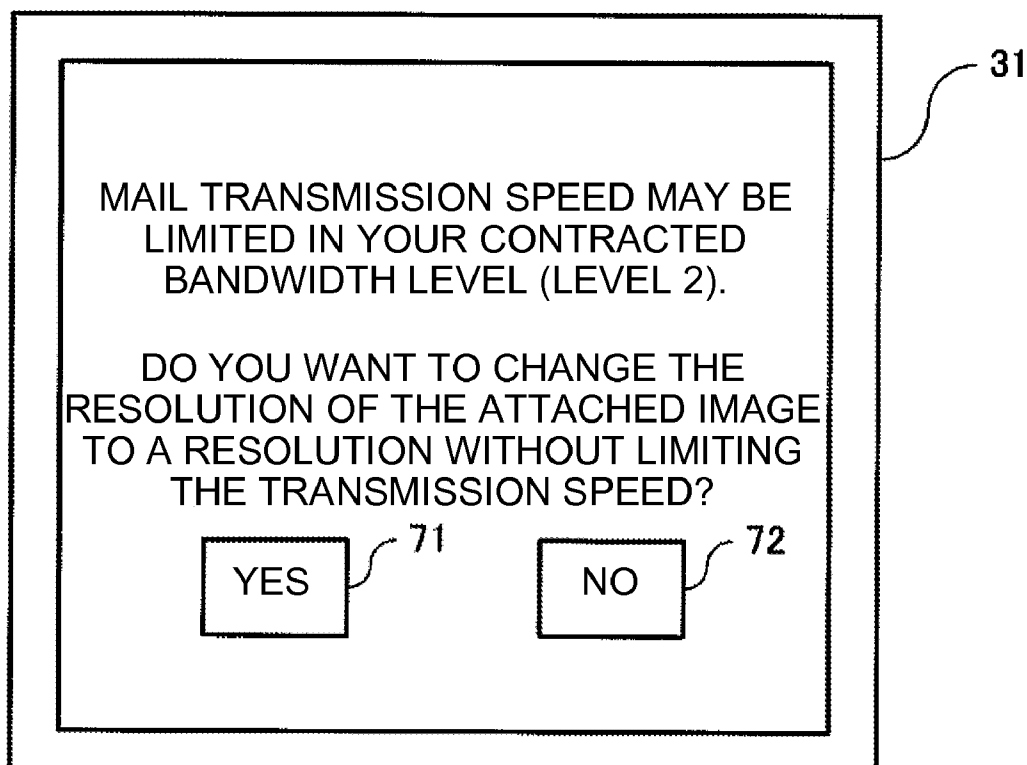 31
MAIL TRANSMISSION SPEED MAY BE
LIMITED IN YOUR CONTRACTED
BANDWIDTH LEVEL (LEVEL 2).
DO YOU WANT TO CHANGE THE
RESOLUTION OF THE ATTACHED IMAGE
TO A RESOLUTION WITHOUT LIMITING
THE TRANSMISSION SPEED?
71
72
YES
NO